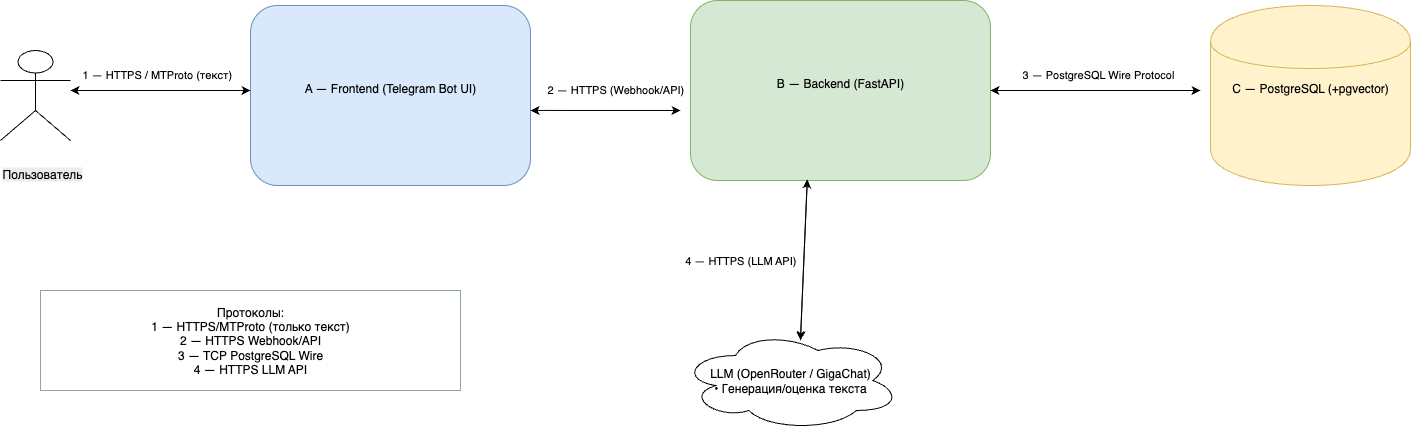 1 — HTTPS / MTProto (текст)
A — Frontend (Telegram Bot UI)
2 — HTTPS (Webhook/API)
B — Backend (FastAPI)
3 — PostgreSQL Wire Protocol
C — PostgreSQL (+pgvector)
Пользователь
4 — HTTPS (LLM API)
Протоколы:
1 — HTTPS/MTProto (только текст)
2 — HTTPS Webhook/API
3 — TCP PostgreSQL Wire
4 — HTTPS LLM API
LLM (OpenRouter / GigaChat)
• Генерация/оценка текста